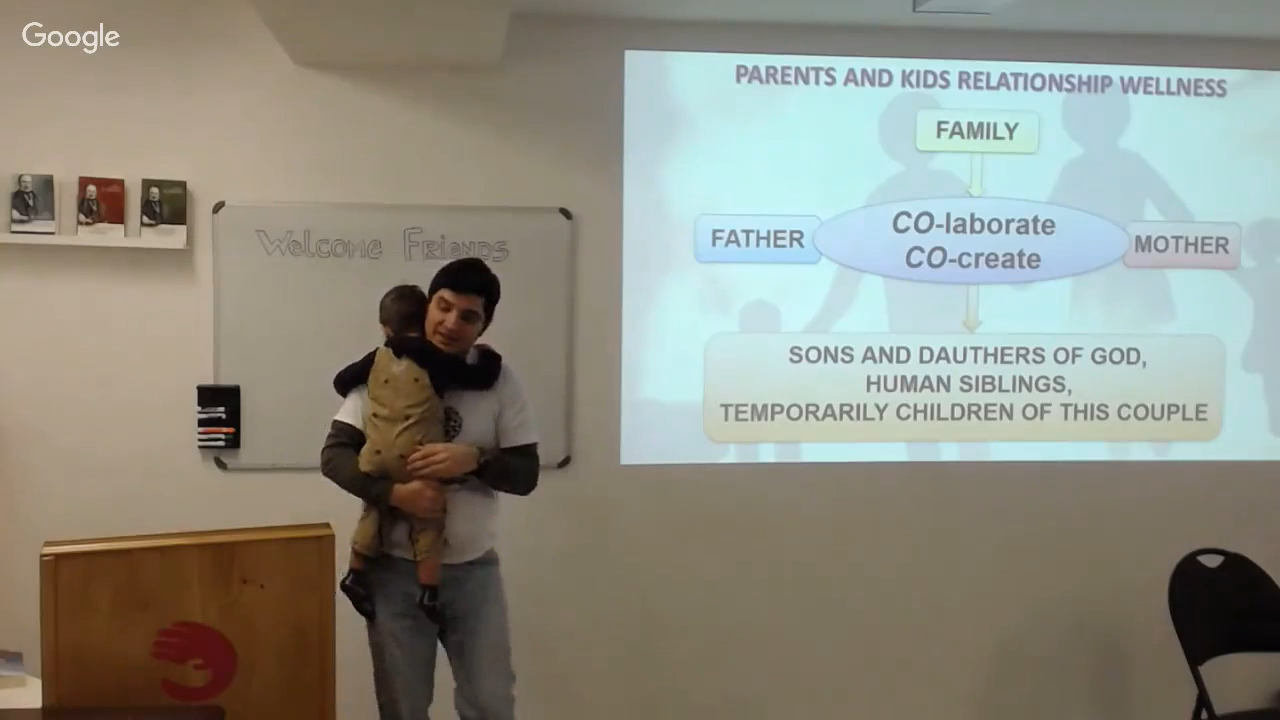 Google
Welcome Friends
PARENTS AND KIDS RELATIONSHIP WELLNESS
FAMILY
FATHER
CO-laborate
CO-create
MOTHER
SONS AND DAUTHERS OF GOD,
HUMAN SIBLINGS,
TEMPORARILY CHILDREN OF THIS COUPLE